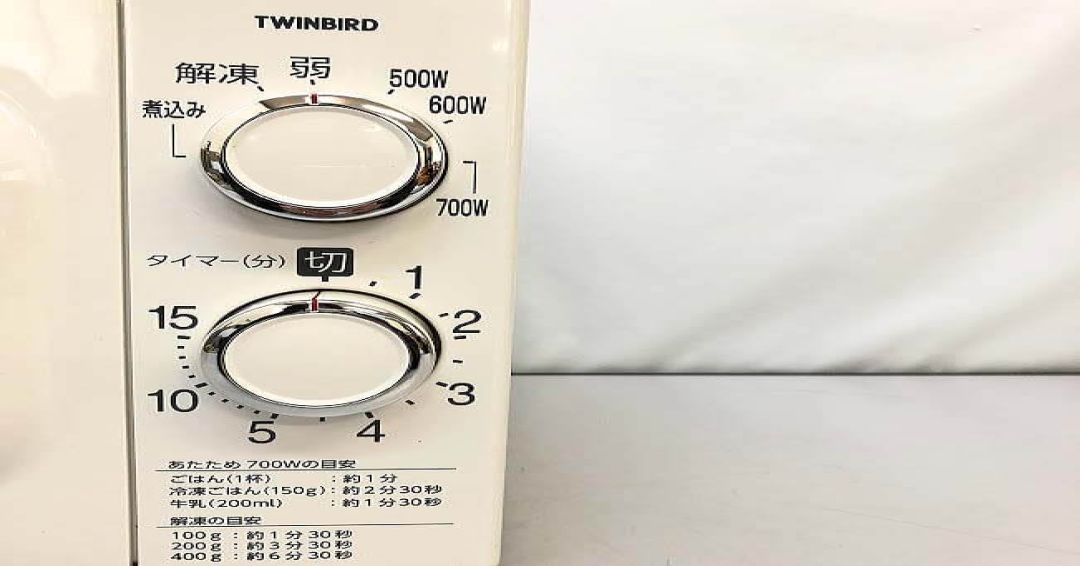 TWINBIRD
解凍 弱 500W
煮込み 600W
700W
タイマー(分) 切 1
15 2
10 3
5 4
あたため 700Wの目安
ごはん(1杯) : 約1分
冷凍ごはん(150g) : 約2分30秒
牛乳(200ml) : 約1分30秒
解凍の目安
100g : 約1分30秒
200g : 約3分30秒
400g : 約6分30秒